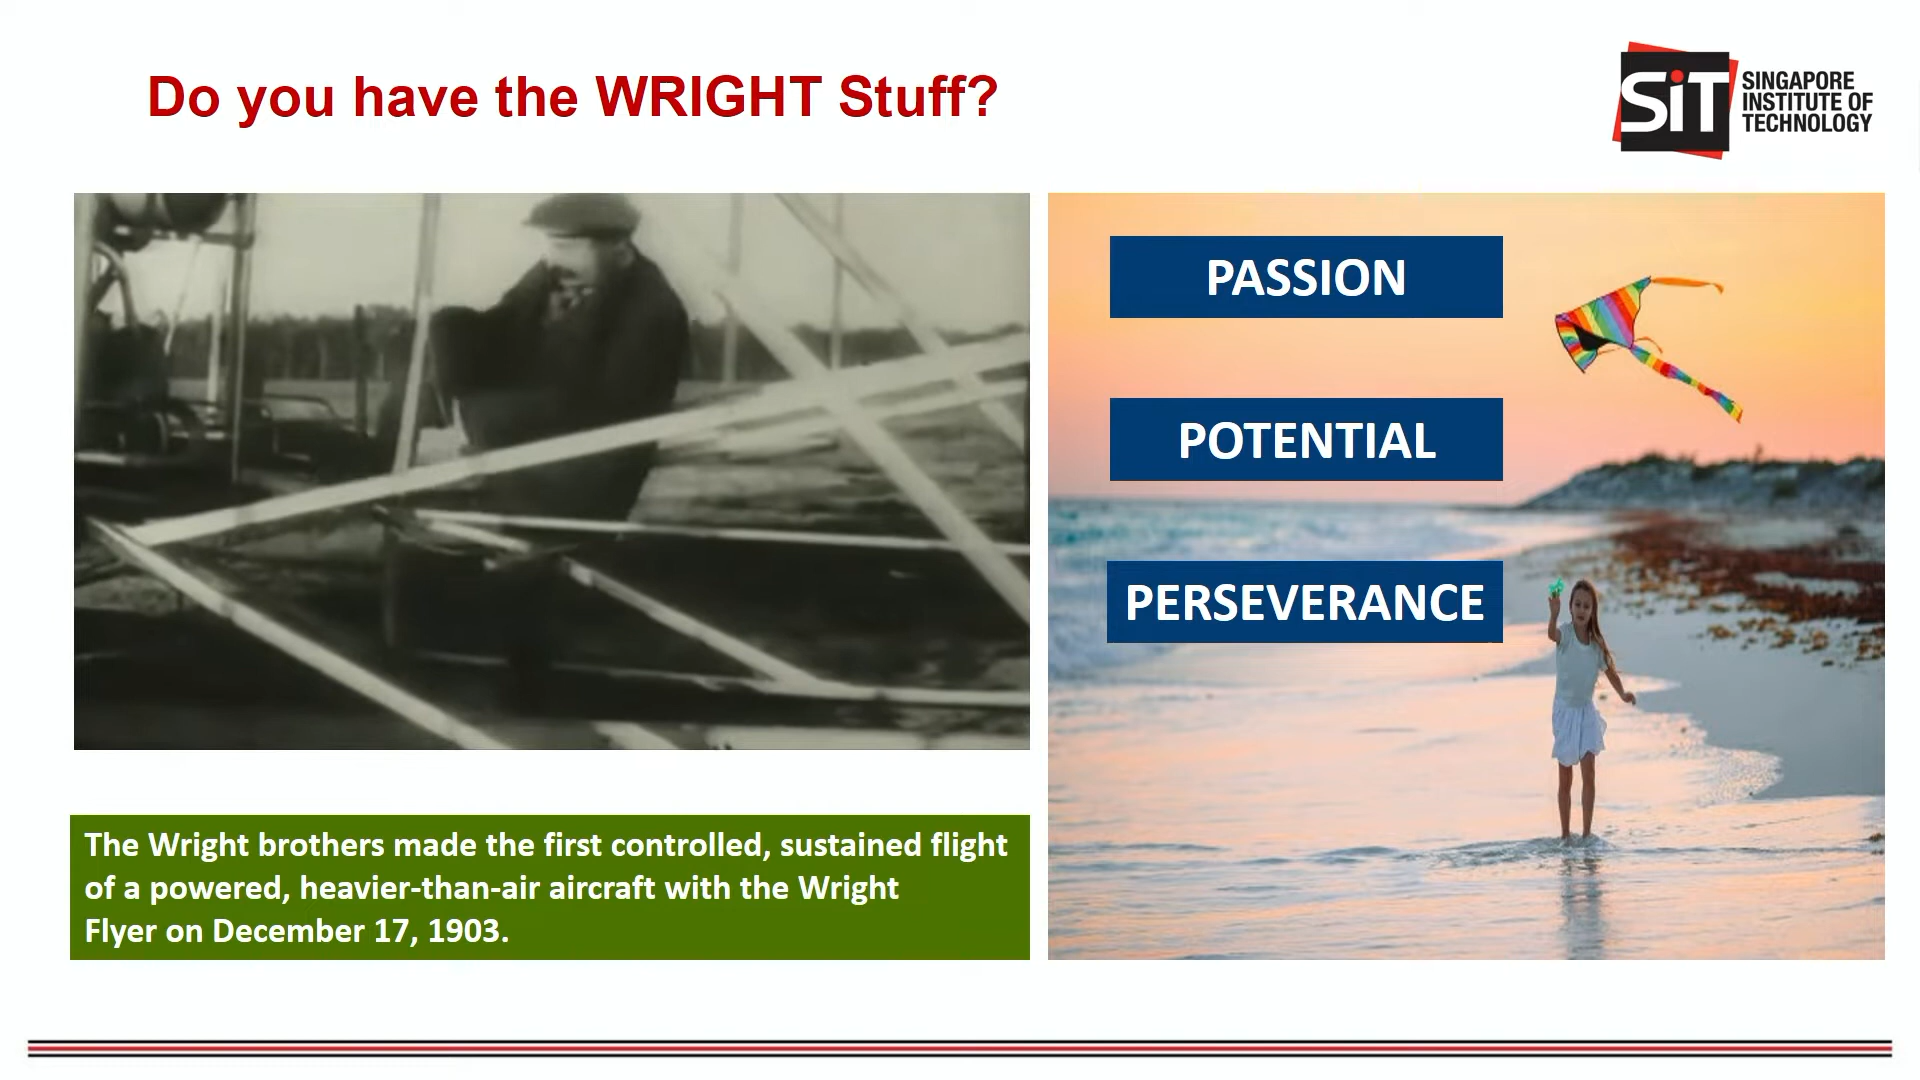 Do you have the WRIGHT Stuff?
SiT
SINGAPORE
INSTITUTE OF
TECHNOLOGY
PASSION
POTENTIAL
PERSEVERANCE
The Wright brothers made the first controlled, sustained flight
of a powered, heavier-than-air aircraft with the Wright
Flyer on December 17, 1903.